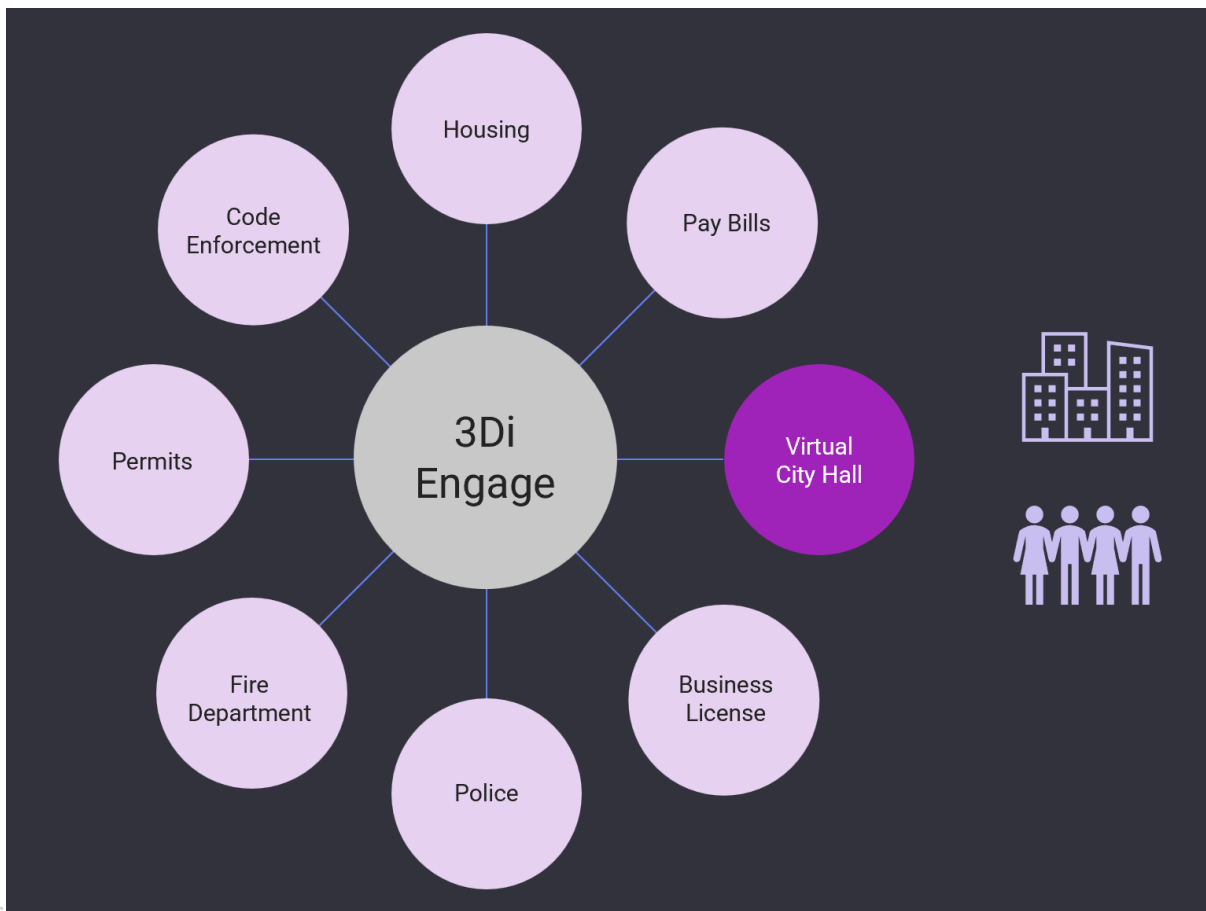 Housing
Pay Bills
Code
Enforcement
3Di
Engage
Virtual
City Hall
Permits
Fire
Department
Business
License
Police